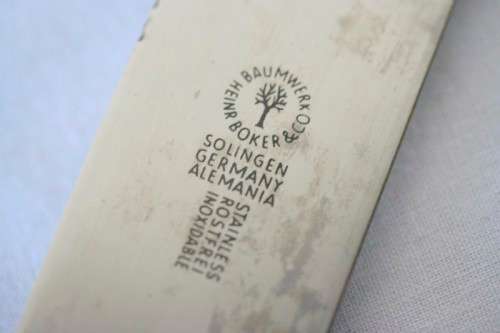 HEINR BOKER & CO
BAUMWERK
SOLINGEN
GERMANY
ALEMANIA
STAINLESS
ROSTFREI
INOXIDABLE